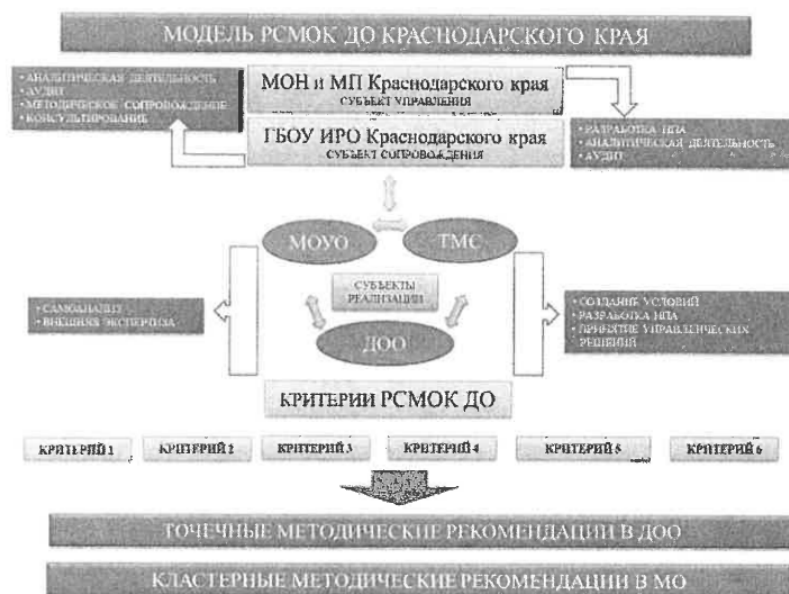 МОДЕЛЬ РСМОК ДО КРАСНОДАРСКОГО КРАЯ
• АНАЛИТИЧЕСКАЯ ДЕЯТЕЛЬНОСТЬ
• АУДИТ
• МЕТОДИЧЕСКОЕ СОПРОВОЖДЕНИЕ
• КОНСУЛЬТИРОВАНИЕ
МОН и МП Краснодарского края
СУБЪЕКТ УПРАВЛЕНИЯ
ГБОУ ИРО Краснодарского края
СУБЪЕКТ СОПРОВОЖДЕНИЯ
• РАЗРАБОТКА НПА
• АНАЛИТИЧЕСКАЯ ДЕЯТЕЛЬНОСТЬ
• АУДИТ
МОУО
ТМС
СУБЪЕКТЫ
РЕАЛИЗАЦИИ
ДОО
• САМОАНАЛИЗ
• ВНЕШНЯЯ ЭКСПЕРТИЗА
• СОЗДАНИЕ УСЛОВИЙ
• РАЗРАБОТКА НПА
• ПРИНЯТИЕ УПРАВЛЕНЧЕСКИХ
РЕШЕНИЙ
КРИТЕРИИ РСМОК ДО
КРИТЕРИЙ 1
КРИТЕРИЙ 2
КРИТЕРИЙ 3
КРИТЕРИЙ 4
КРИТЕРИЙ 5
КРИТЕРИЙ 6
ТОЧЕЧНЫЕ МЕТОДИЧЕСКИЕ РЕКОМЕНДАЦИИ В ДОО
КЛАСТЕРНЫЕ МЕТОДИЧЕСКИЕ РЕКОМЕНДАЦИИ В МО